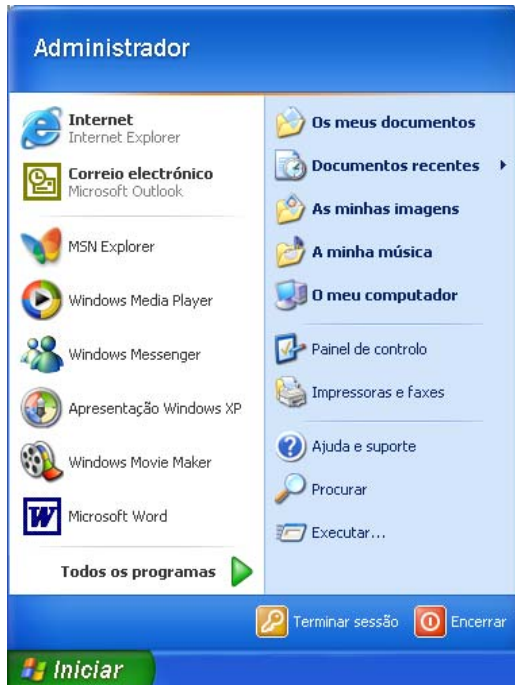 Administrador
Internet
Internet Explorer
Correio electrónico
Microsoft Outlook
MSN Explorer
Windows Media Player
Windows Messenger
Apresentação Windows XP
Windows Movie Maker
Microsoft Word
Todos os programas
Os meus documentos
Documentos recentes
As minhas imagens
A minha música
O meu computador
Painel de controlo
Impressoras e faxes
Ajuda e suporte
Procurar
Executar...
Terminar sessão
Encerrar
Iniciar